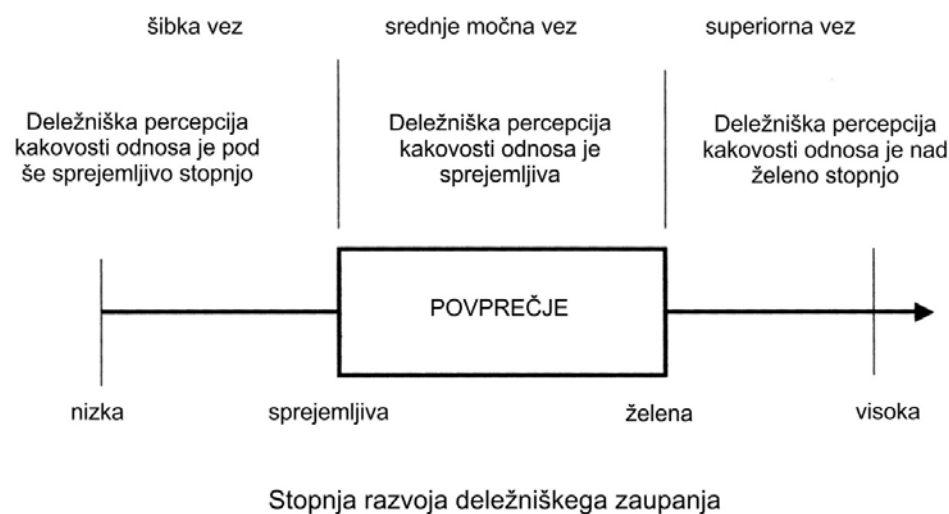 šibka vez
srednje močna vez
superiorna vez
Deležniška percepcija
kakovosti odnosa je pod
še sprejemljivo stopnjo
Deležniška percepcija
kakovosti odnosa je
sprejemljiva
Deležniška percepcija
kakovosti odnosa je nad
želeno stopnjo
POVPREČJE
nizka
sprejemljiva
želena
visoka
Stopnja razvoja deležniškega zaupanja